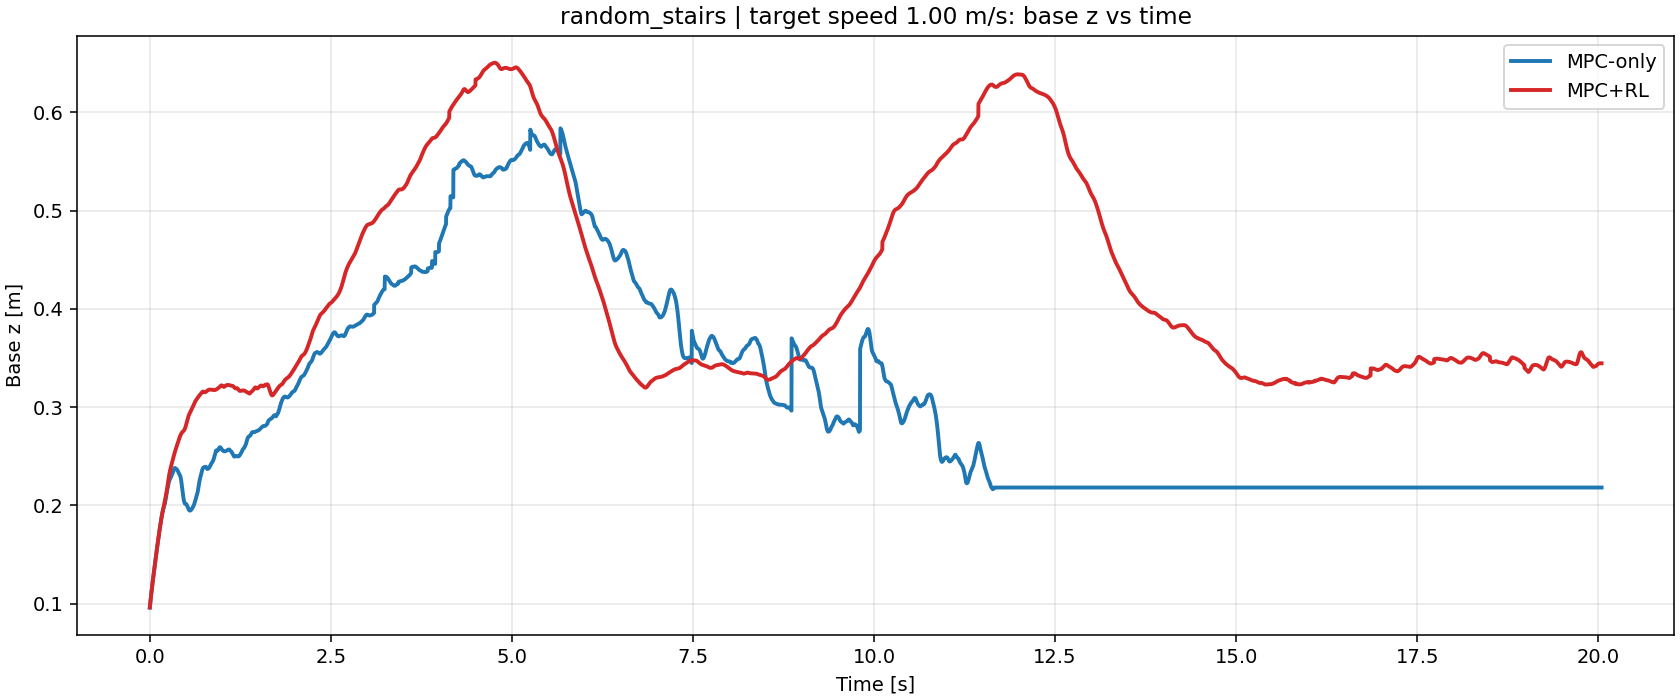 random_stairs | target speed 1.00 m/s: base z vs time
MPC-only
MPC+RL
Base z [m]
0.6
0.5
0.4
0.3
0.2
0.1
0.0 2.5 5.0 7.5 10.0 12.5 15.0 17.5 20.0
Time [s]